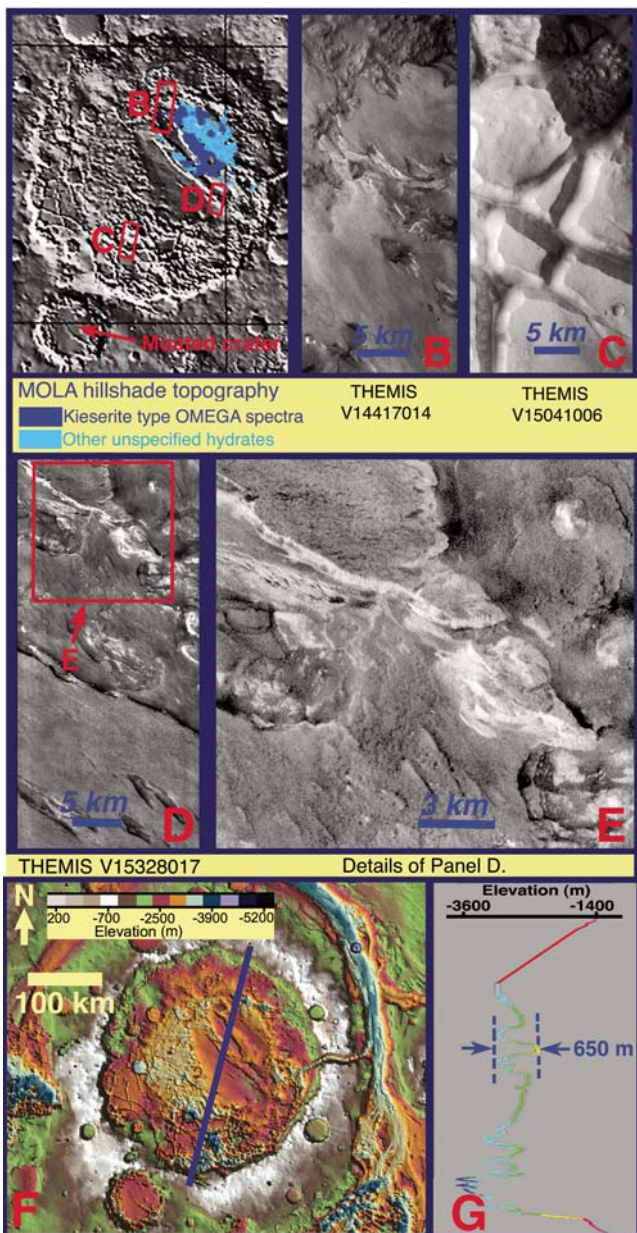 B
D
C
Moated crater
5 km
B
5 km
C
MOLA hillshade topography
Kieserite type OMEGA spectra
Other unspecified hydrates
THEMIS
V14417014
THEMIS
V15041006
E
5 km
D
3 km
E
THEMIS V15328017
Details of Panel D.
N
200 -700 -2500 -3900 -5200
Elevation (m)
100 km
F
Elevation (m)
-3600 -1400
650 m
G